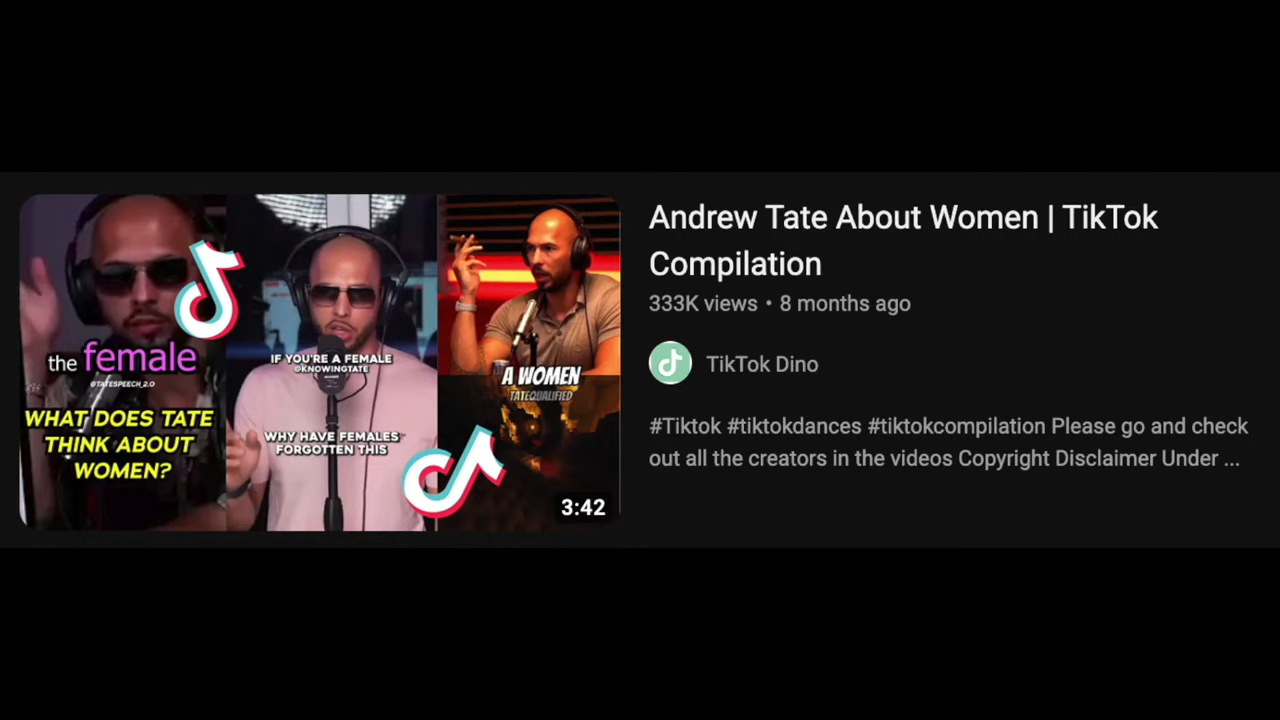 the female
@TATESPEECH_2.0
WHAT DOES TATE
THINK ABOUT
WOMEN?
IF YOU'RE A FEMALE
@KNOWINGTATE
WHY HAVE FEMALES
FORGOTTEN THIS
A WOMEN
TATEQUALIFIED
3:42
Andrew Tate About Women | TikTok
Compilation
333K views • 8 months ago
TikTok Dino
#Tiktok #tiktokdances #tiktokcompilation Please go and check
out all the creators in the videos Copyright Disclaimer Under ...